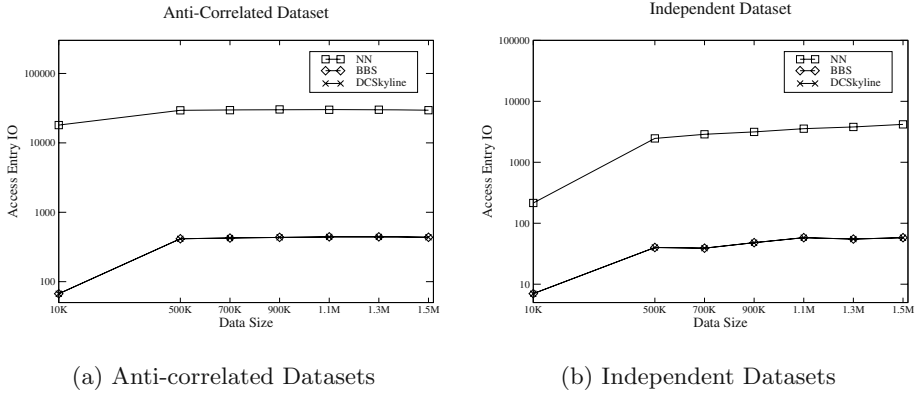 Anti-Correlated Dataset
NN
BBS
DCSkyline
100000
10000
1000
100
Access Entry IO
10K
500K
700K
900K
1.1M
1.3M
1.5M
Data Size
(a) Anti-correlated Datasets
Independent Dataset
NN
BBS
DCSkyline
100000
10000
1000
100
10
Access Entry IO
10K
500K
700K
900K
1.1M
1.3M
1.5M
Data Size
(b) Independent Datasets